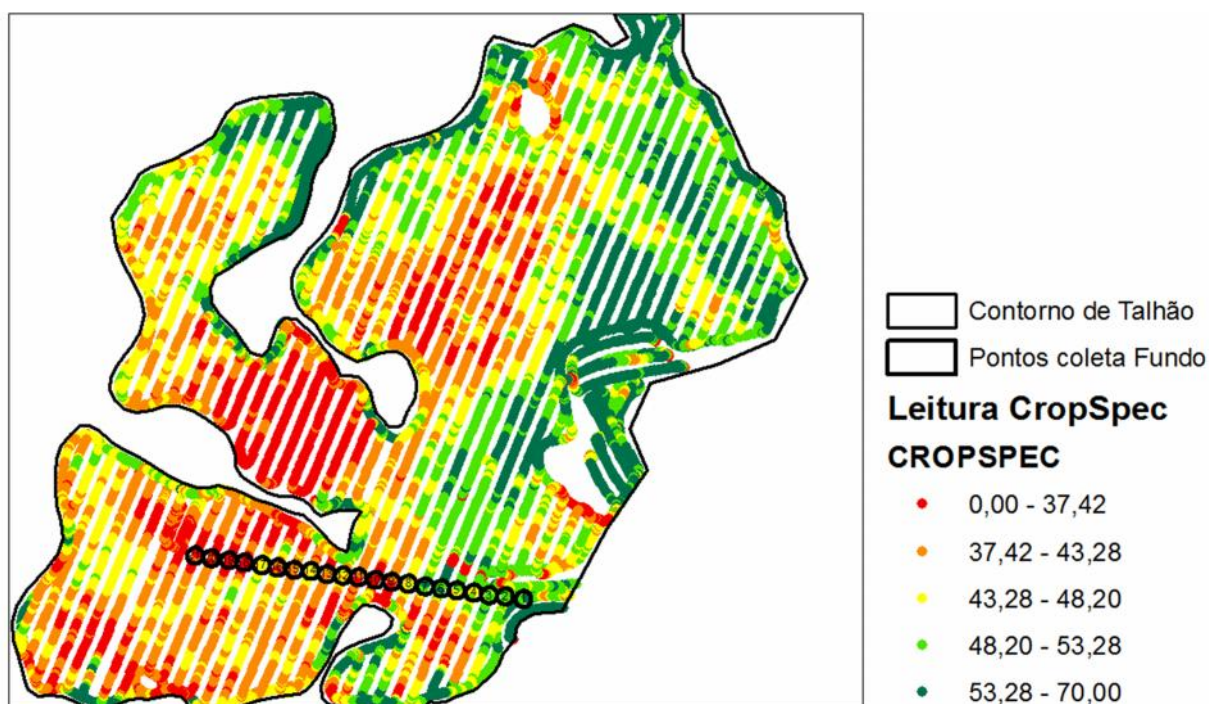 Contorno de Talhão
Pontos coleta Fundo
Leitura CropSpec
CROPSPEC
0,00 - 37,42
37,42 - 43,28
43,28 - 48,20
48,20 - 53,28
53,28 - 70,00